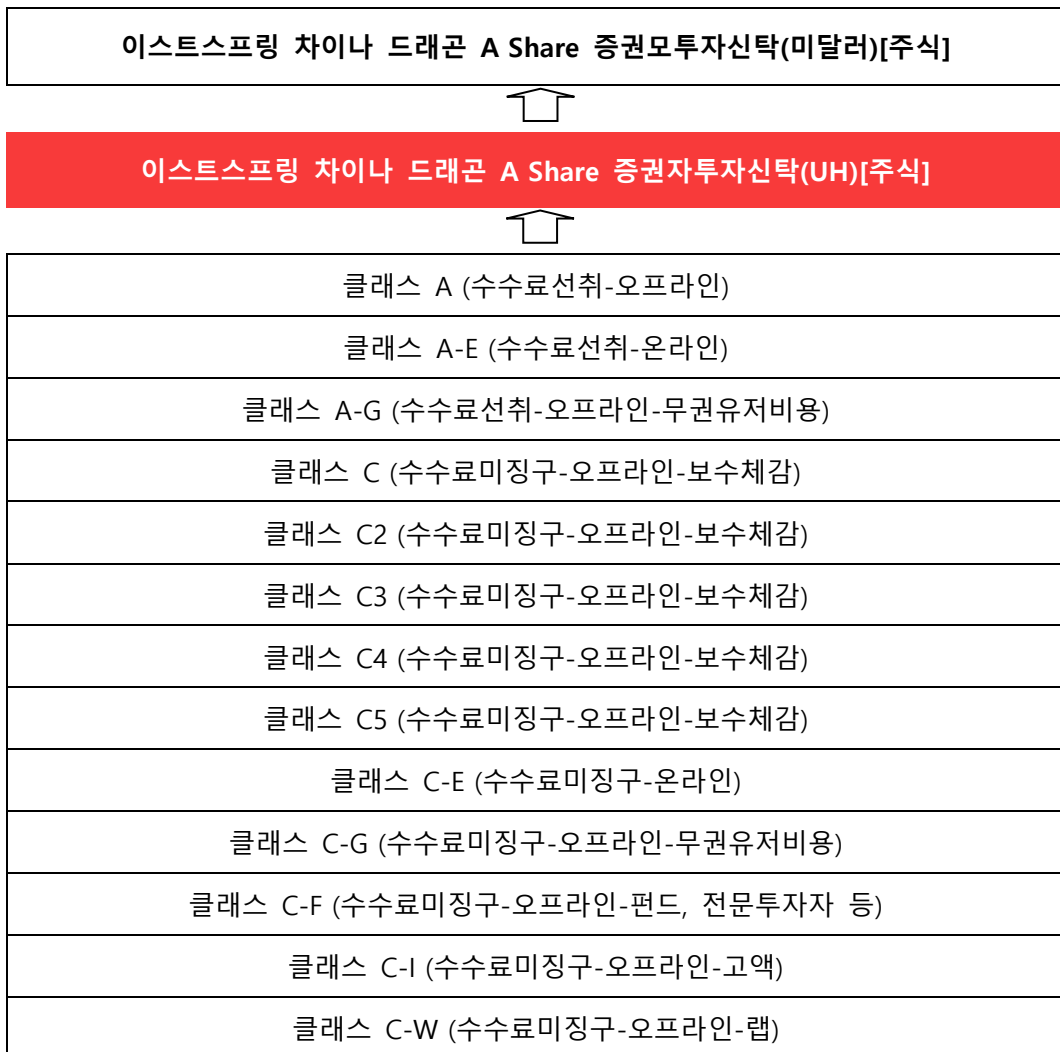 이스트스프링 차이나 드래곤 A Share 증권모투자신탁(미달러)[주식]
이스트스프링 차이나 드래곤 A Share 증권자투자신탁(UH)[주식]
클래스 A (수수료선취-오프라인)
클래스 A-E (수수료선취-온라인)
클래스 A-G (수수료선취-오프라인-무권유저비용)
클래스 C (수수료미징구-오프라인-보수체감)
클래스 C2 (수수료미징구-오프라인-보수체감)
클래스 C3 (수수료미징구-오프라인-보수체감)
클래스 C4 (수수료미징구-오프라인-보수체감)
클래스 C5 (수수료미징구-오프라인-보수체감)
클래스 C-E (수수료미징구-온라인)
클래스 C-G (수수료미징구-오프라인-무권유저비용)
클래스 C-F (수수료미징구-오프라인-펀드, 전문투자자 등)
클래스 C-I (수수료미징구-오프라인-고액)
클래스 C-W (수수료미징구-오프라인-랩)